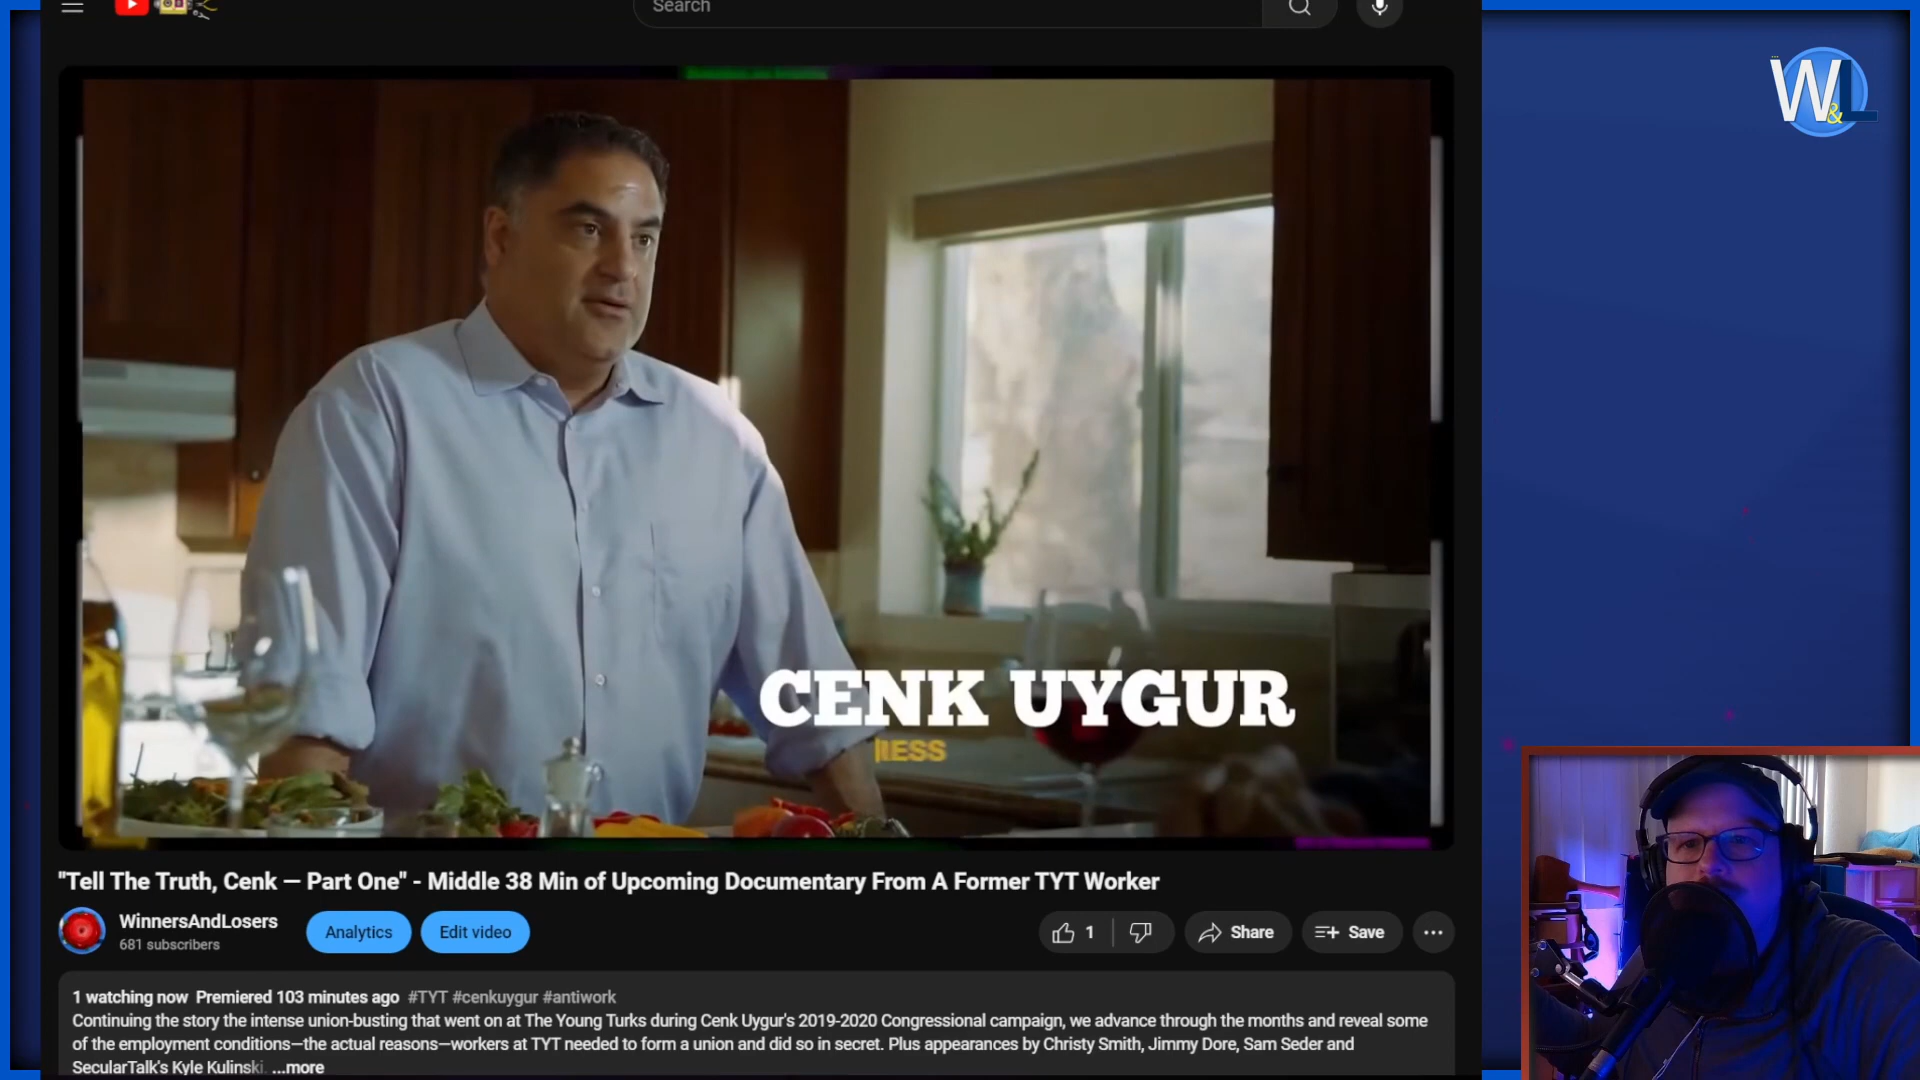 Search
W&L
CENK UYGUR
RESS
"Tell The Truth, Cenk — Part One" - Middle 38 Min of Upcoming Documentary From A Former TYT Worker
WinnersAndLosers
681 subscribers
Analytics
Edit video
1
Share
Save
1 watching now Premiered 103 minutes ago #TYT #cenkuygur #antiwork
Continuing the story the intense union-busting that went on at The Young Turks during Cenk Uygur's 2019-2020 Congressional campaign, we advance through the months and reveal some
of the employment conditions—the actual reasons—workers at TYT needed to form a union and did so in secret. Plus appearances by Christy Smith, Jimmy Dore, Sam Seder and
SecularTalk's Kyle Kulinski. ...more